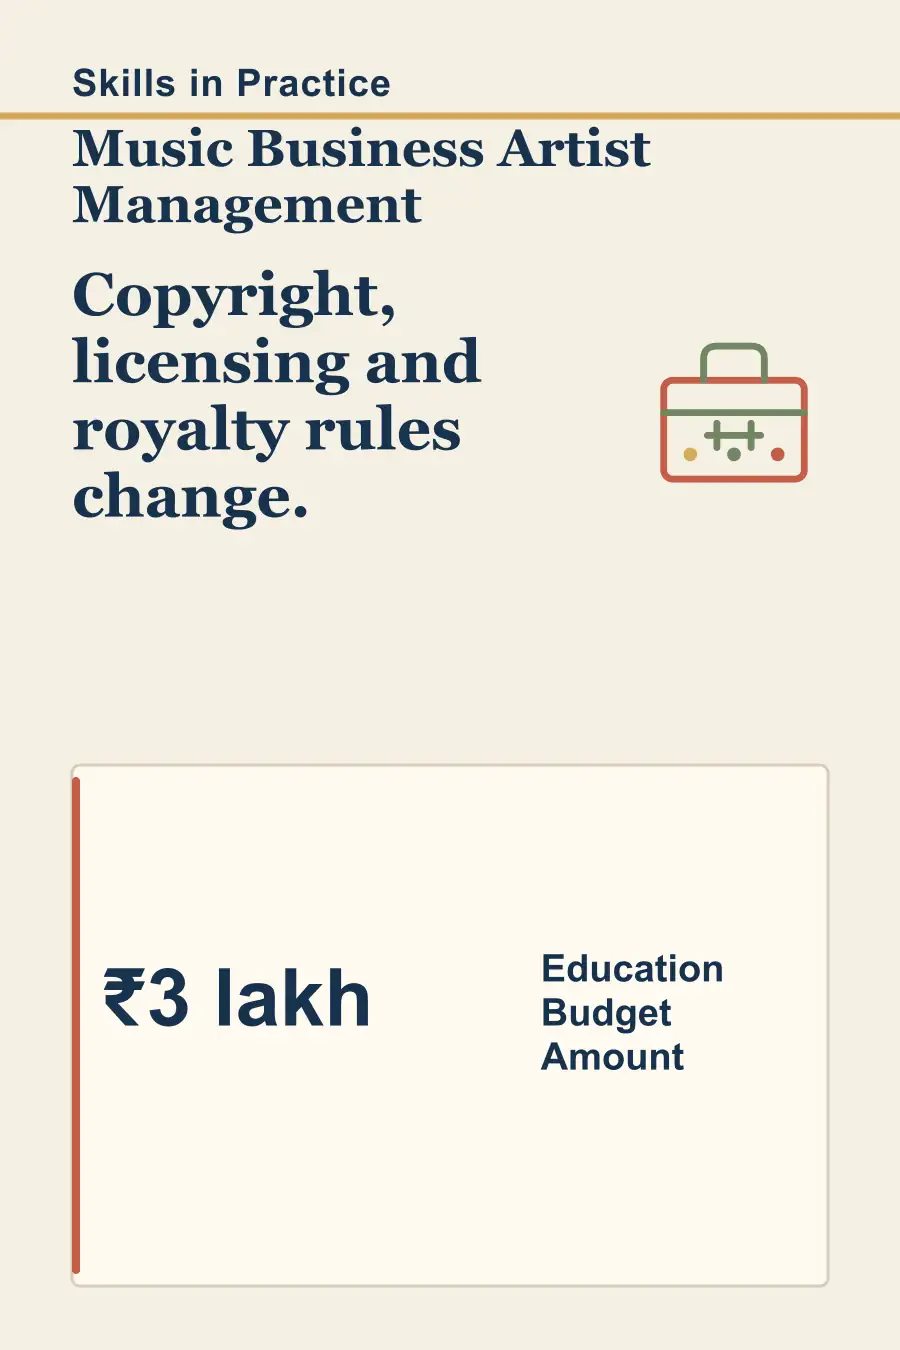 Skills in Practice
Music Business Artist
Management
Copyright,
licensing and
royalty rules
change.
₹3 lakh
Education
Budget
Amount